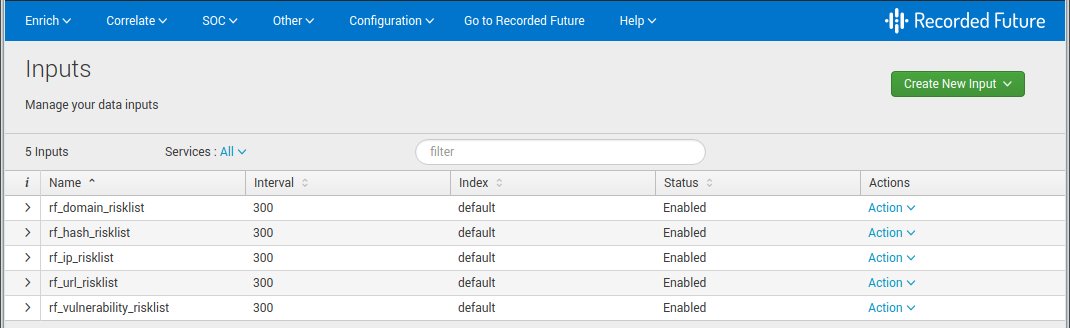 Enrich Correlate SOC Other Configuration Go to Recorded Future Help Recorded Future
Inputs
Create New Input
Manage your data inputs
5 Inputs Services : All filter
i Name Interval Index Status Actions
rf_domain_risklist 300 default Enabled Action
rf_hash_risklist 300 default Enabled Action
rf_ip_risklist 300 default Enabled Action
rf_url_risklist 300 default Enabled Action
rf_vulnerability_risklist 300 default Enabled Action